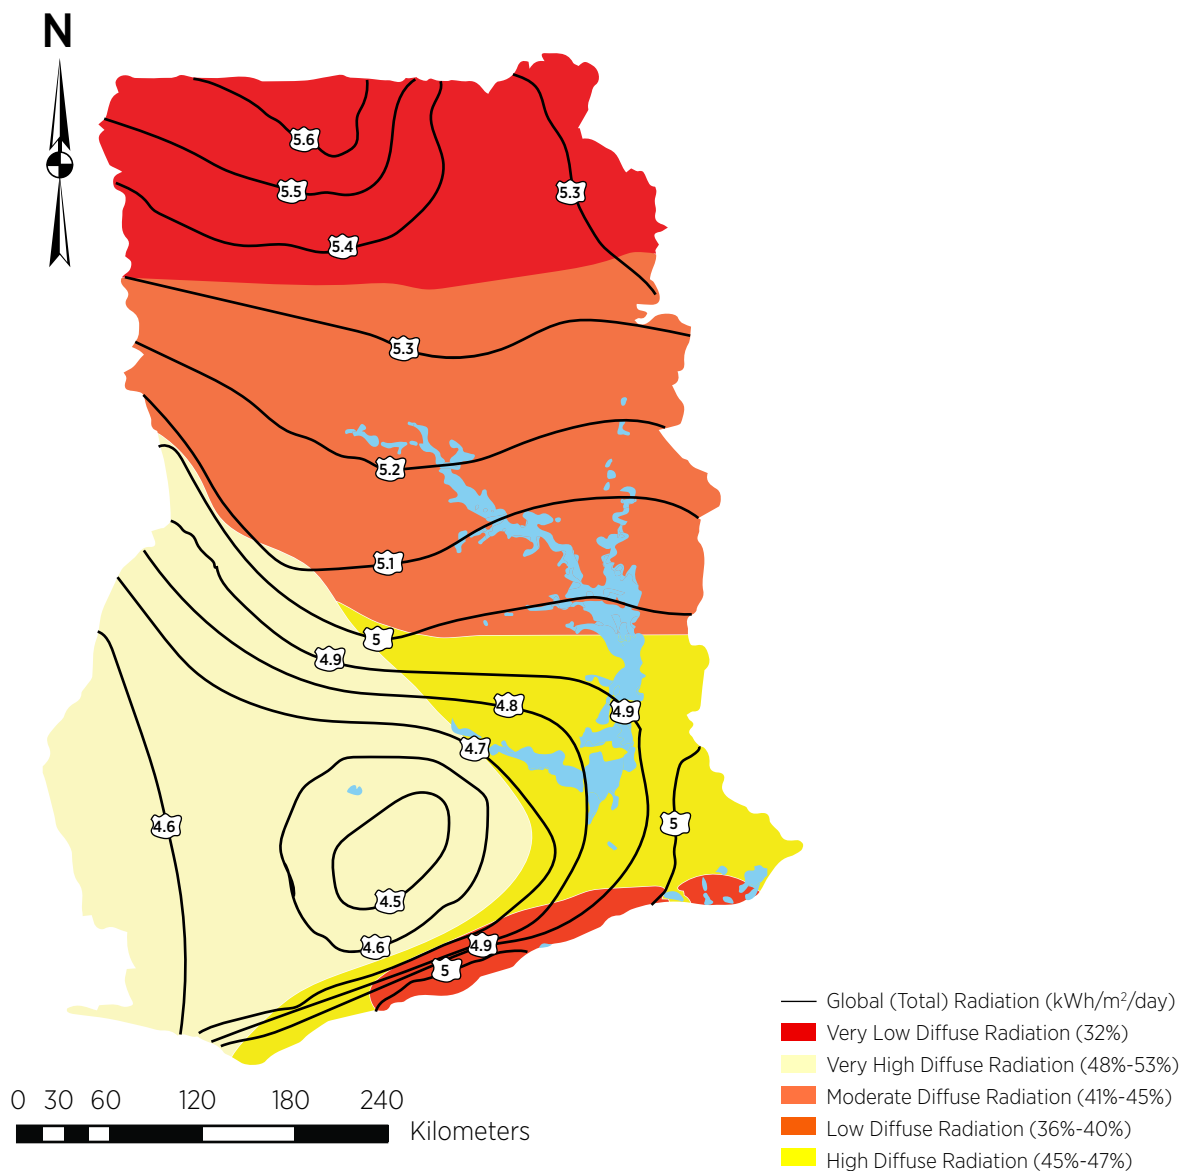 N
5.6
5.5
5.3
5.4
5.3
5.2
5.1
5
4.9
4.8
4.9
4.7
4.6
5
4.5
4.6
4.9
5
Global (Total) Radiation (kWh/m²/day)
Very Low Diffuse Radiation (32%)
Very High Diffuse Radiation (48%-53%)
Moderate Diffuse Radiation (41%-45%)
Low Diffuse Radiation (36%-40%)
High Diffuse Radiation (45%-47%)
0 30 60 120 180 240
Kilometers